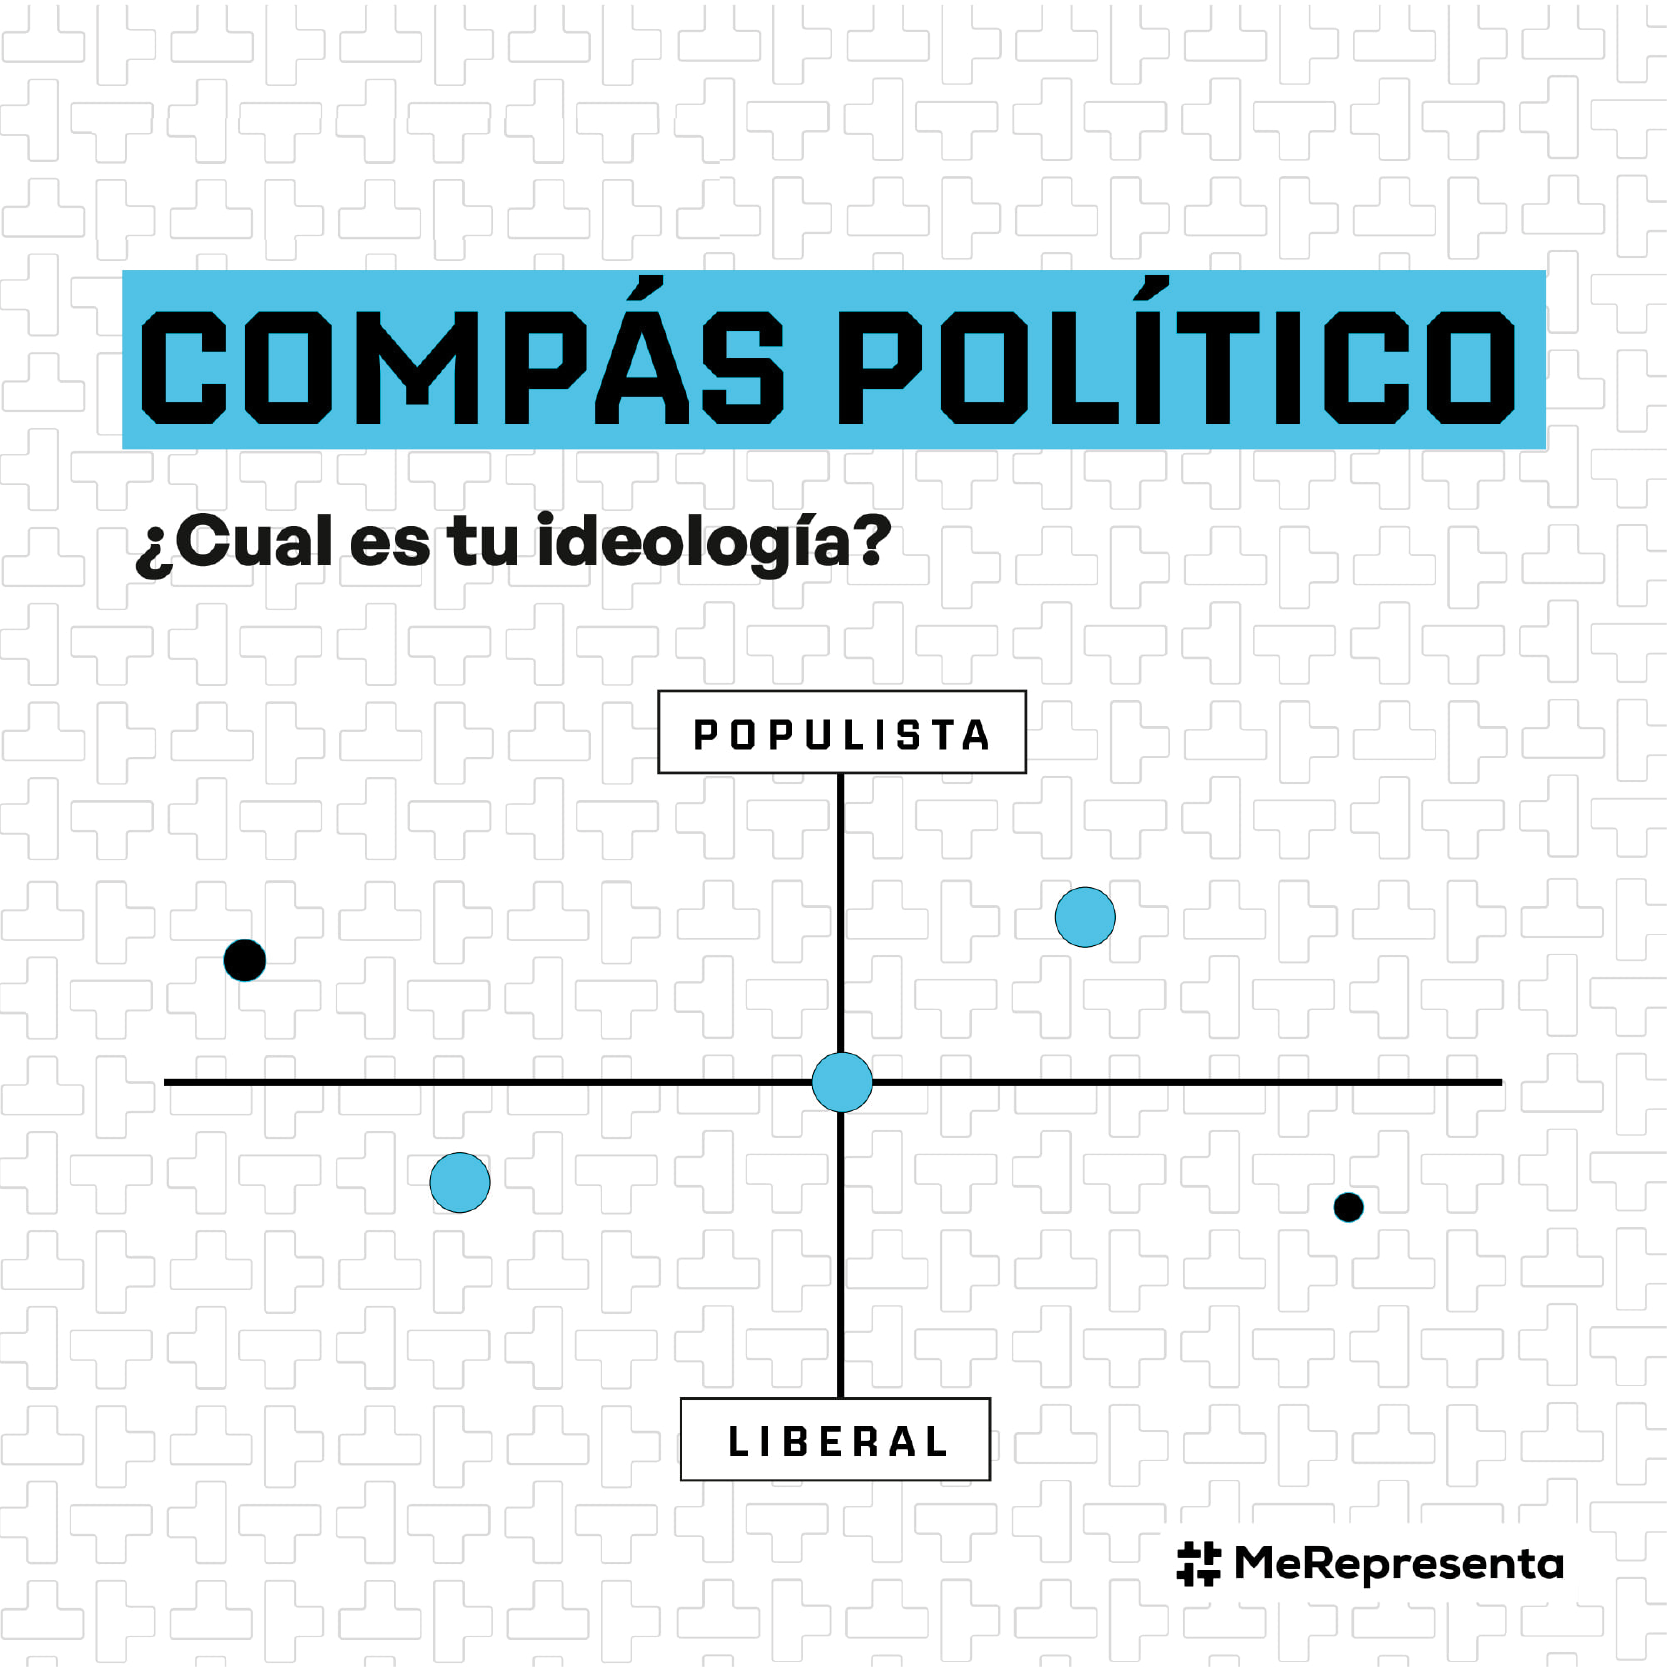 COMPÁS POLÍTICO
¿Cual es tu ideología?
POPULISTA
LIBERAL
#MeRepresenta